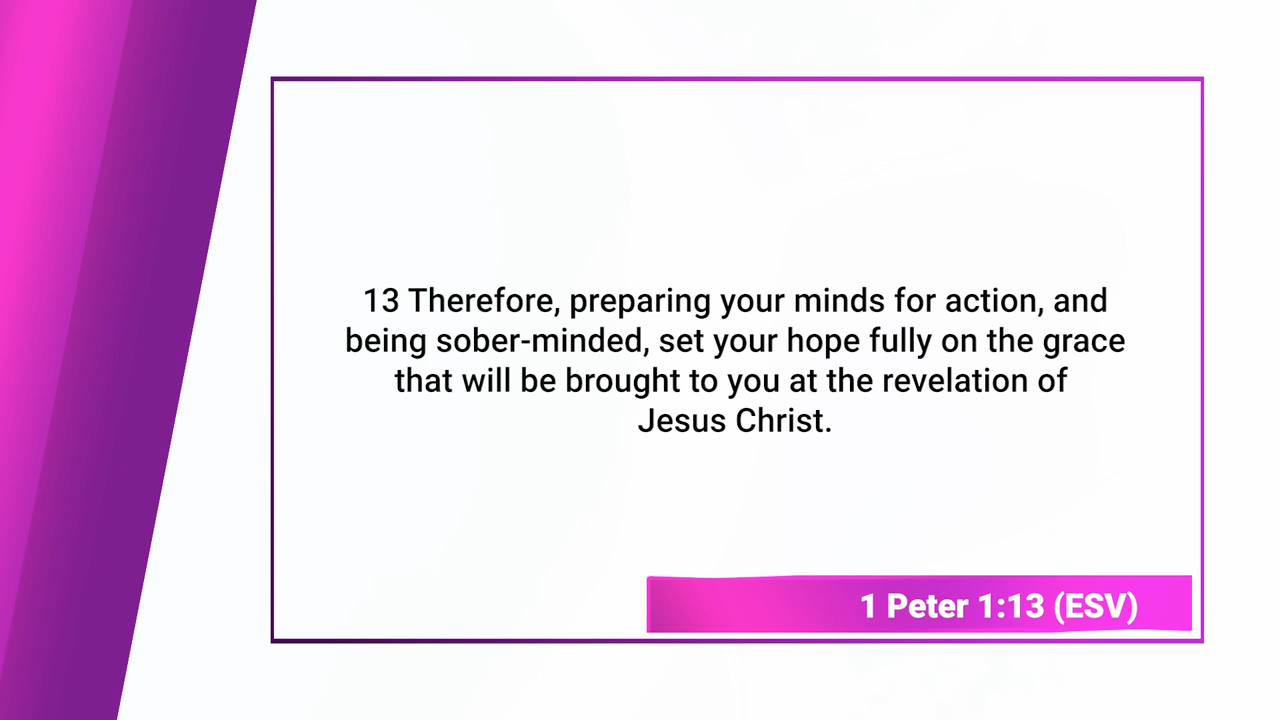 13 Therefore, preparing your minds for action, and
being sober-minded, set your hope fully on the grace
that will be brought to you at the revelation of
Jesus Christ.
1 Peter 1:13 (ESV)